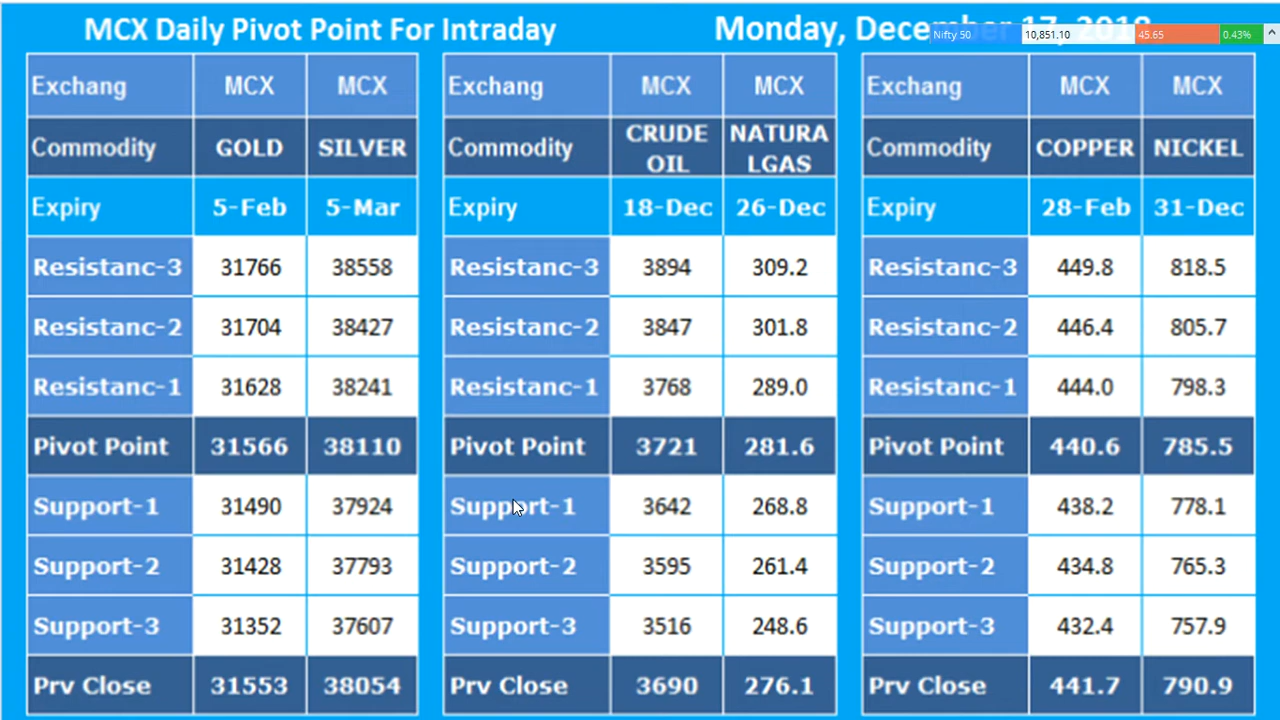 MCX Daily Pivot Point For Intraday
Monday, December 17, 2018
Nifty 50 10,851.10 45.65 0.43%
Exchang MCX MCX
Commodity GOLD SILVER
Expiry 5-Feb 5-Mar
Resistanc-3 31766 38558
Resistanc-2 31704 38427
Resistanc-1 31628 38241
Pivot Point 31566 38110
Support-1 31490 37924
Support-2 31428 37793
Support-3 31352 37607
Prv Close 31553 38054
Exchang MCX MCX
Commodity CRUDE OIL NATURA LGAS
Expiry 18-Dec 26-Dec
Resistanc-3 3894 309.2
Resistanc-2 3847 301.8
Resistanc-1 3768 289.0
Pivot Point 3721 281.6
Support-1 3642 268.8
Support-2 3595 261.4
Support-3 3516 248.6
Prv Close 3690 276.1
Exchang MCX MCX
Commodity COPPER NICKEL
Expiry 28-Feb 31-Dec
Resistanc-3 449.8 818.5
Resistanc-2 446.4 805.7
Resistanc-1 444.0 798.3
Pivot Point 440.6 785.5
Support-1 438.2 778.1
Support-2 434.8 765.3
Support-3 432.4 757.9
Prv Close 441.7 790.9